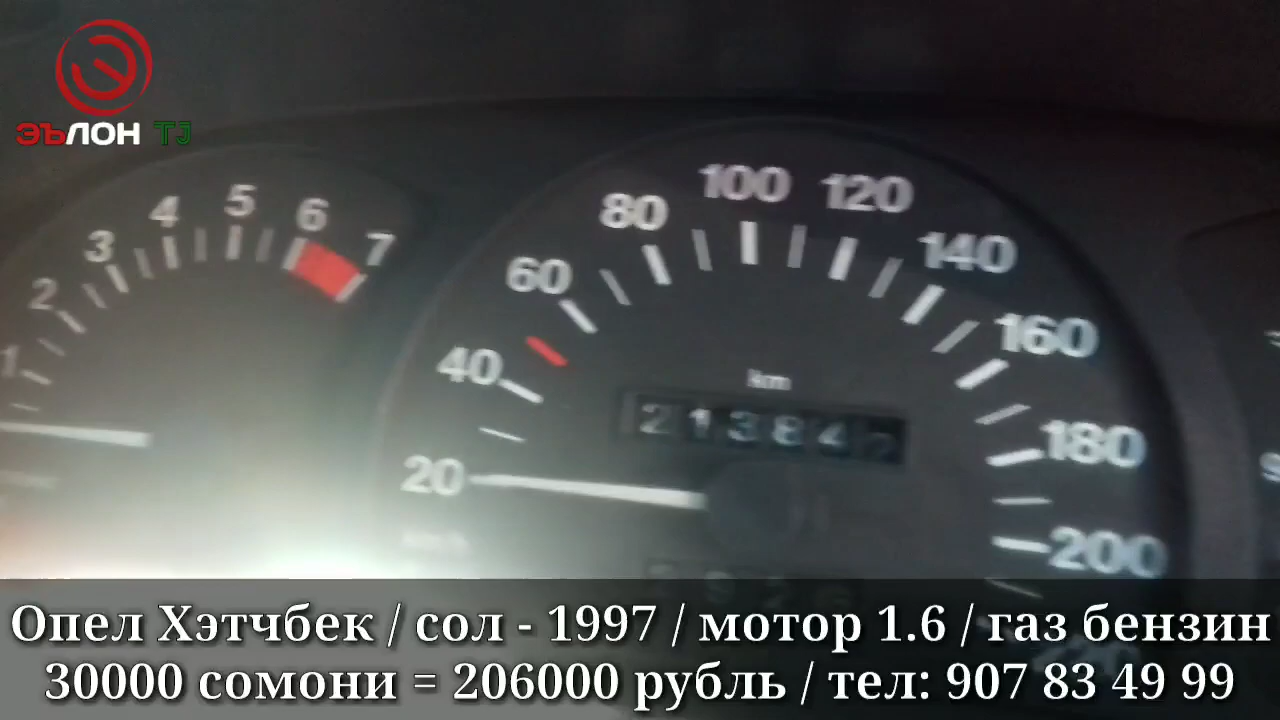 ЭЪЛОН TJ
1 2 3 4 5 6 7
20 40 60 80 100 120 140 160 180 200
km
Опел Хэтчбек / сол - 1997 / мотор 1.6 / газ бензин
30000 сомони = 206000 рубль / тел: 907 83 49 99